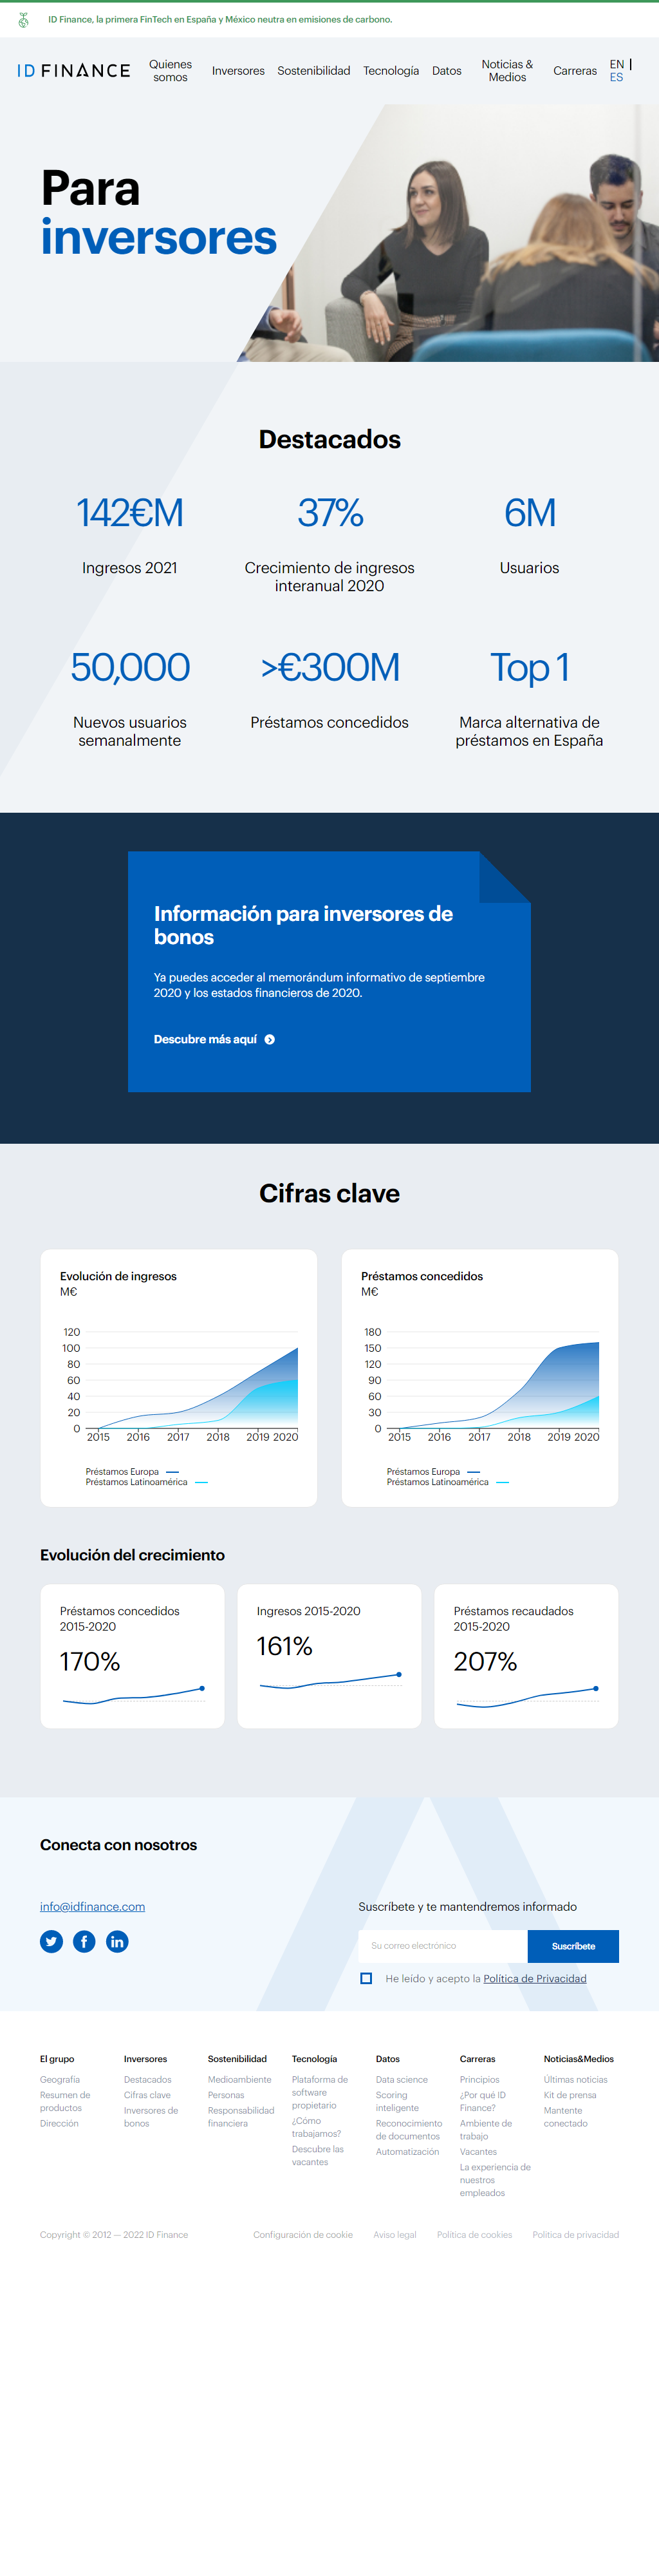 ID Finance, la primera FinTech en España y México neutra en emisiones de carbono.
ID FINANCE
Quienes
somos
Inversores
Sostenibilidad
Tecnología
Datos
Noticias &
Medios
Carreras
EN
ES
Para
inversores
Destacados
142€M
37%
6M
Ingresos 2021
Crecimiento de ingresos
interanual 2020
Usuarios
50,000
>€300M
Top 1
Nuevos usuarios
semanalmente
Préstamos concedidos
Marca alternativa de
préstamos en España
Información para inversores de
bonos
Ya puedes acceder al memorándum informativo de septiembre
2020 y los estados financieros de 2020.
Descubre más aquí
Cifras clave
Evolución de ingresos
M€
120
100
80
60
40
20
0
2015 2016 2017 2018 2019 2020
Préstamos Europa
Préstamos Latinoamérica
Préstamos concedidos
M€
180
150
120
90
60
30
0
2015 2016 2017 2018 2019 2020
Préstamos Europa
Préstamos Latinoamérica
Evolución del crecimiento
Préstamos concedidos
2015-2020
170%
Ingresos 2015-2020
161%
Préstamos recaudados
2015-2020
207%
Conecta con nosotros
info@idfinance.com
Suscríbete y te mantendremos informado
Su correo electrónico
Suscríbete
He leído y acepto la Política de Privacidad
El grupo
Geografía
Resumen de
productos
Dirección
Inversores
Destacados
Cifras clave
Inversores de
bonos
Sostenibilidad
Medioambiente
Personas
Responsabilidad
financiera
Tecnología
Plataforma de
software
propietario
¿Cómo
trabajamos?
Descubre las
vacantes
Datos
Data science
Scoring
inteligente
Reconocimiento
de documentos
Automatización
Carreras
Principios
¿Por qué ID
Finance?
Ambiente de
trabajo
Vacantes
La experiencia de
nuestros
empleados
Noticias&Medios
Últimas noticias
Kit de prensa
Mantente
conectado
Copyright © 2012 — 2022 ID Finance
Configuración de cookie
Aviso legal
Política de cookies
Política de privacidad